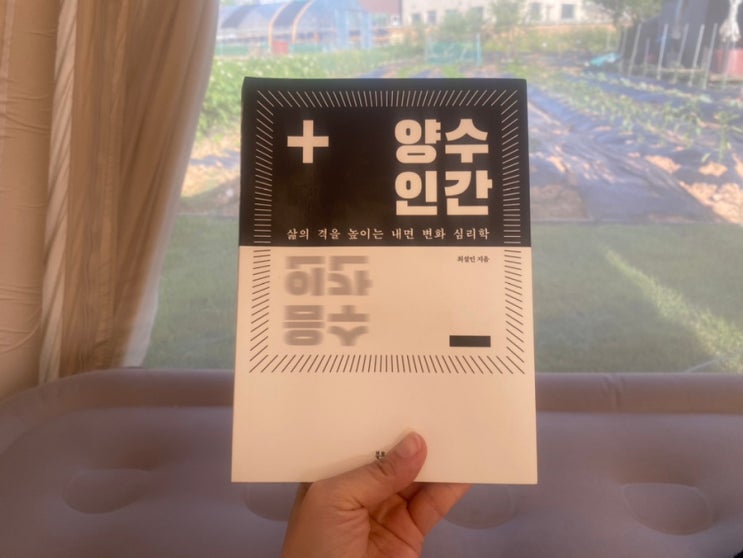 + 양수
인간
삶의 격을 높이는 내면 변화 심리학
최설민 지음
음수
인간